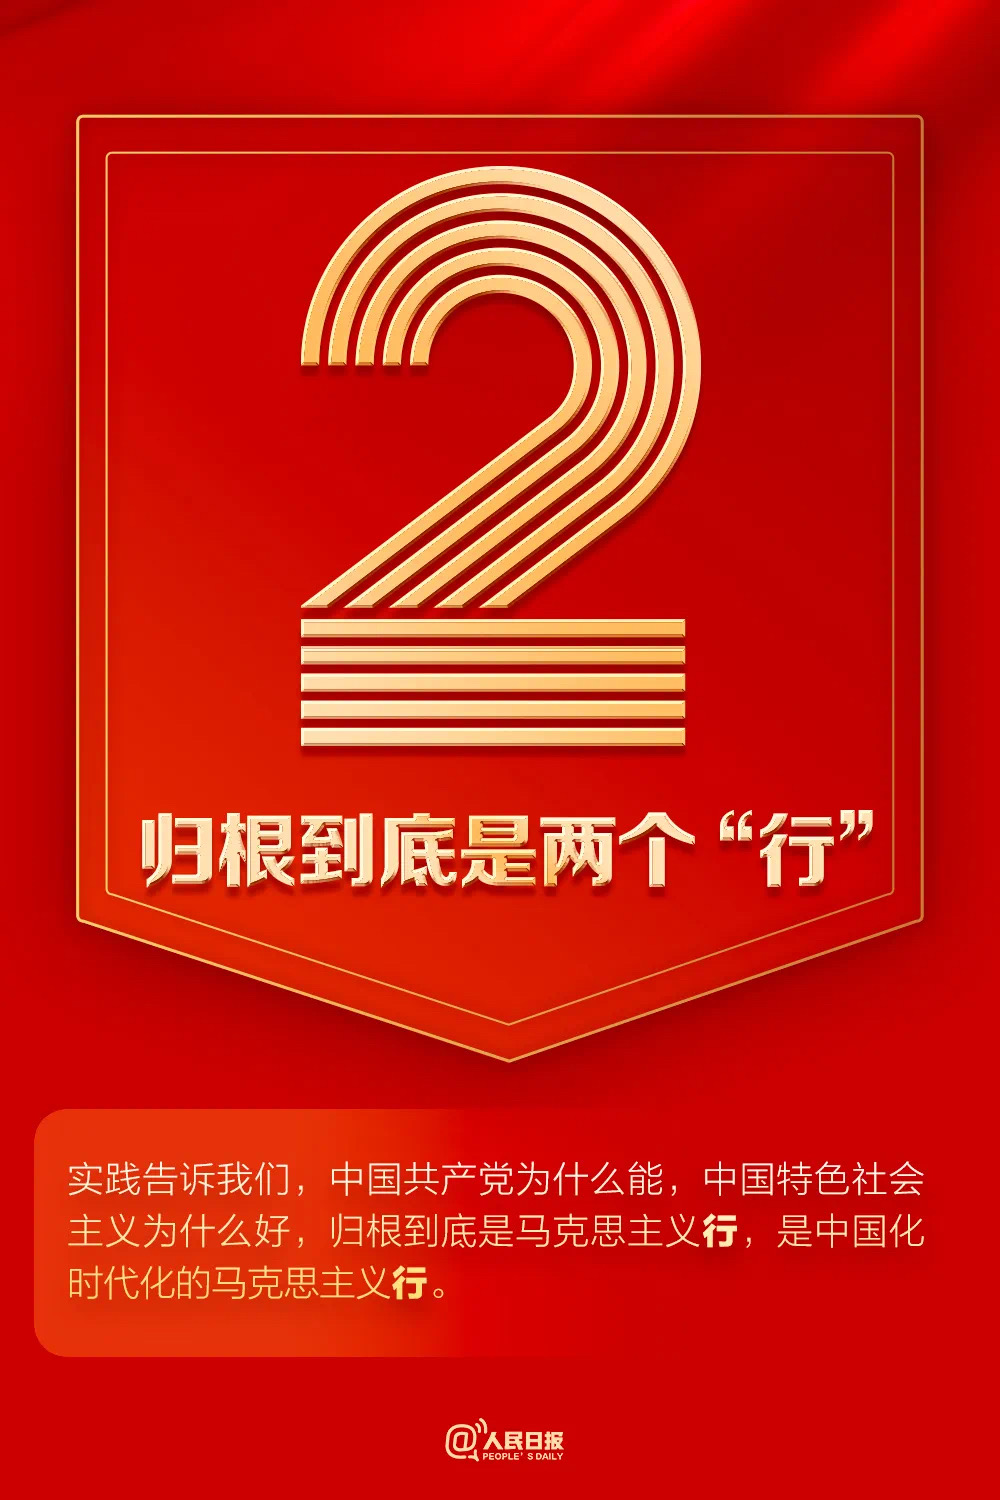 2
归根到底是两个“行”
实践告诉我们，中国共产党为什么能，中国特色社会
主义为什么好，归根到底是马克思主义行，是中国化
时代化的马克思主义行。
@人民日报
PEOPLE'S DAILY